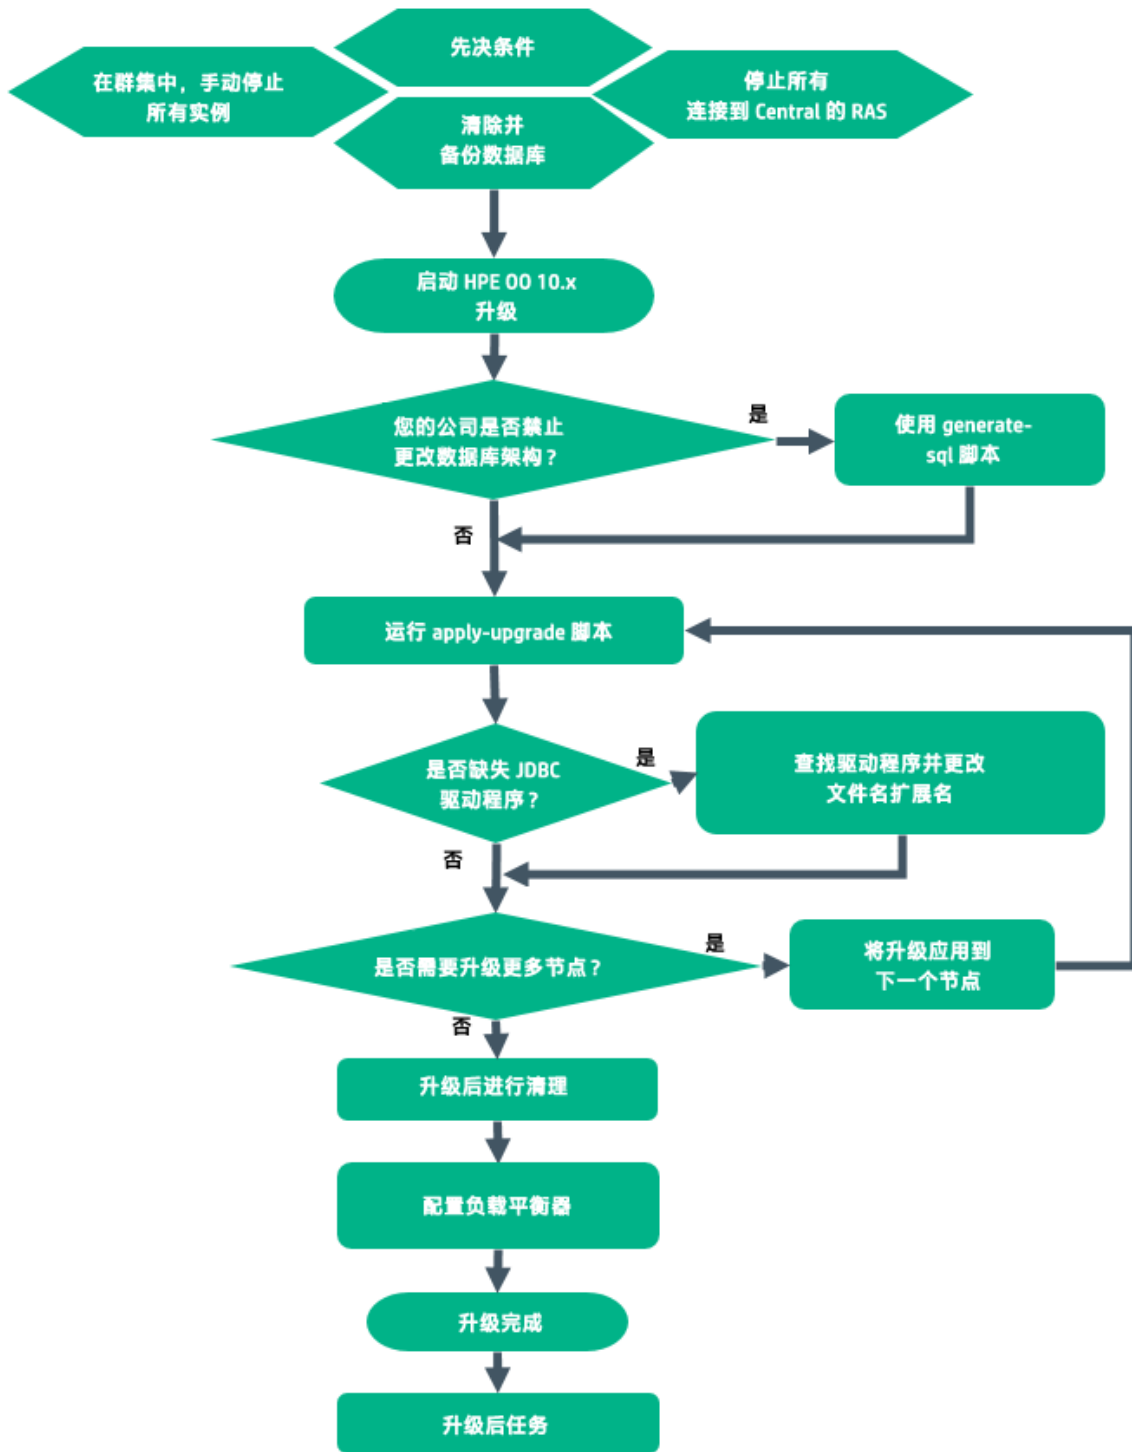 先决条件
在群集中，手动停止
所有实例
停止所有
连接到 Central 的 RAS
清除并
备份数据库
启动 HPE OO 10.x
升级
您的公司是否禁止
更改数据库架构？
是
使用 generate-
sql 脚本
否
运行 apply-upgrade 脚本
是否缺失 JDBC
驱动程序？
是
查找驱动程序并更改
文件名扩展名
否
是否需要升级更多节点？
是
将升级应用到
下一个节点
否
升级后进行清理
配置负载平衡器
升级完成
升级后任务